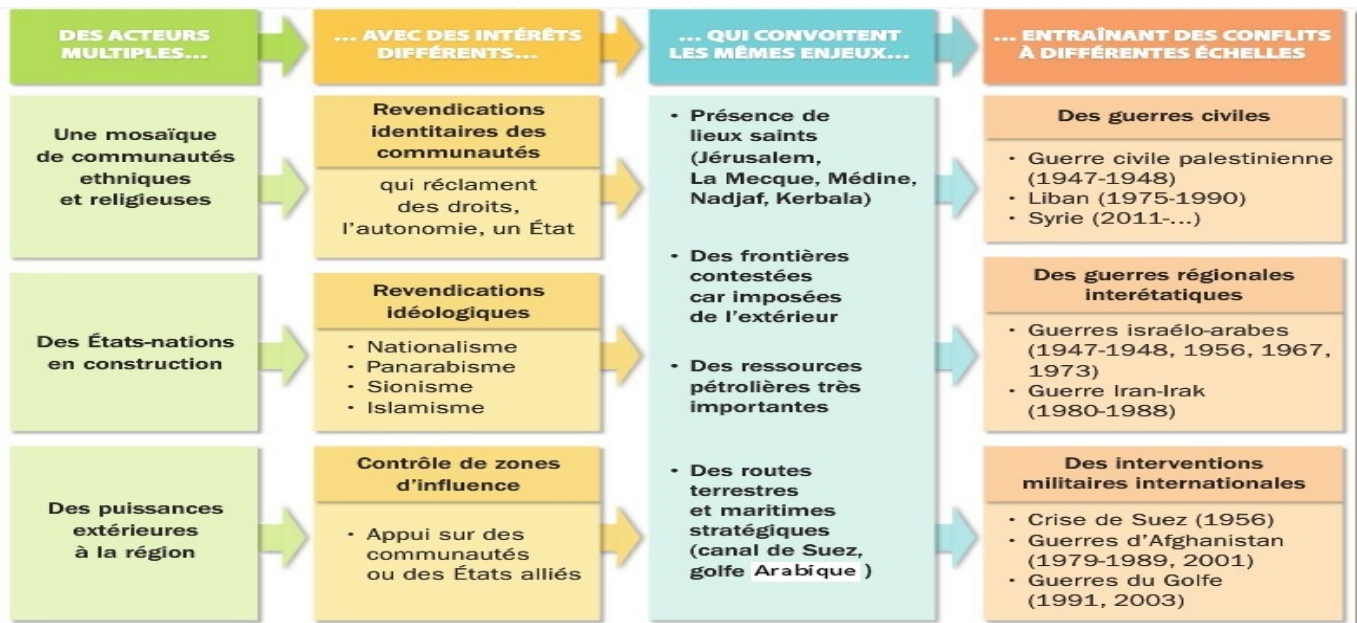 DES ACTEURS
MULTIPLES...
... AVEC DES INTÉRÊTS
DIFFÉRENTS...
... QUI CONVOITENT
LES MÊMES ENJEUX...
... ENTRAÎNANT DES CONFLITS
À DIFFÉRENTES ÉCHELLES
Une mosaïque
de communautés
ethniques
et religieuses
Revendications
identitaires des
communautés
qui réclament
des droits,
l'autonomie, un État
Des États-nations
en construction
Revendications
idéologiques
• Nationalisme
• Panarabisme
• Sionisme
• Islamisme
Des puissances
extérieures
à la région
Contrôle de zones
d'influence
• Appui sur des
communautés
ou des États alliés
• Présence de
lieux saints
(Jérusalem,
La Mecque, Médine,
Nadjaf, Kerbala)
• Des frontières
contestées
car imposées
de l'extérieur
• Des ressources
pétrolières très
importantes
• Des routes
terrestres
et maritimes
stratégiques
(canal de Suez,
golfe Arabique )
Des guerres civiles
• Guerre civile palestinienne
(1947-1948)
• Liban (1975-1990)
• Syrie (2011-...)
Des guerres régionales
interétatiques
• Guerres israélo-arabes
(1947-1948, 1956, 1967,
1973)
• Guerre Iran-Irak
(1980-1988)
Des interventions
militaires internationales
• Crise de Suez (1956)
• Guerres d'Afghanistan
(1979-1989, 2001)
• Guerres du Golfe
(1991, 2003)